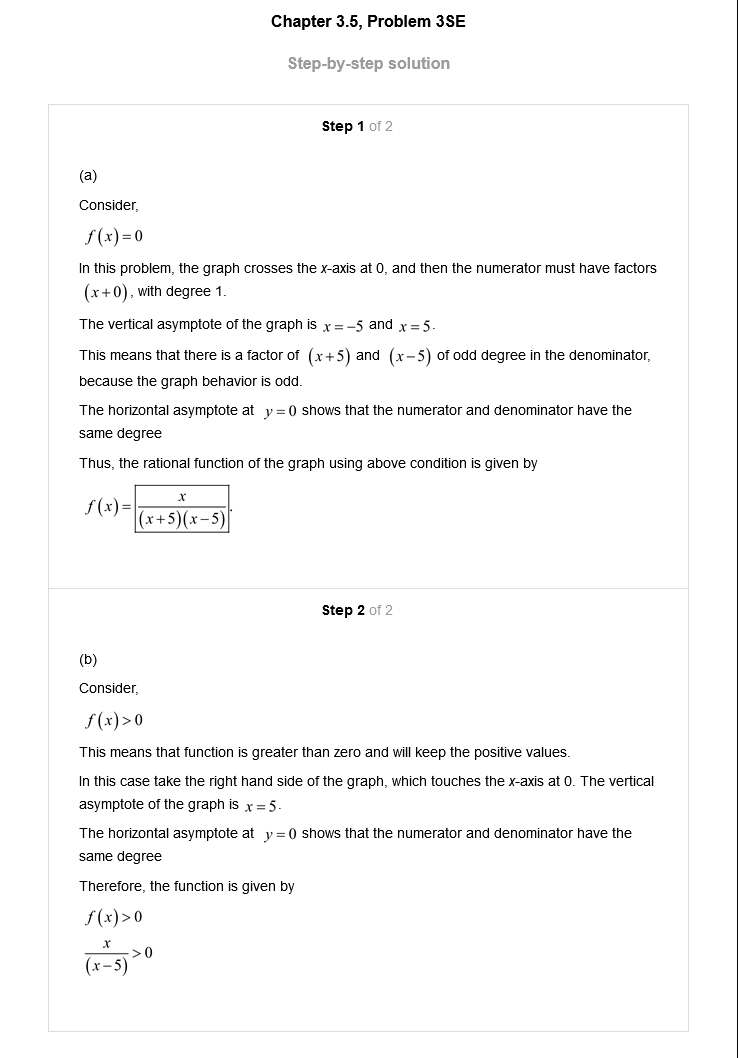 Chapter 3.5, Problem 3SE
Step-by-step solution
Step 1 of 2
(a)
Consider,
f(x)=0
In this problem, the graph crosses the x-axis at 0, and then the numerator must have factors
(x+0), with degree 1.
The vertical asymptote of the graph is x=−5 and x=5.
This means that there is a factor of (x+5) and (x−5) of odd degree in the denominator,
because the graph behavior is odd.
The horizontal asymptote at y=0 shows that the numerator and denominator have the
same degree
Thus, the rational function of the graph using above condition is given by
f(x)= x/((x+5)(x−5)).
Step 2 of 2
(b)
Consider,
f(x)>0
This means that function is greater than zero and will keep the positive values.
In this case take the right hand side of the graph, which touches the x-axis at 0. The vertical
asymptote of the graph is x=5.
The horizontal asymptote at y=0 shows that the numerator and denominator have the
same degree
Therefore, the function is given by
f(x)>0
x/(x−5) >0